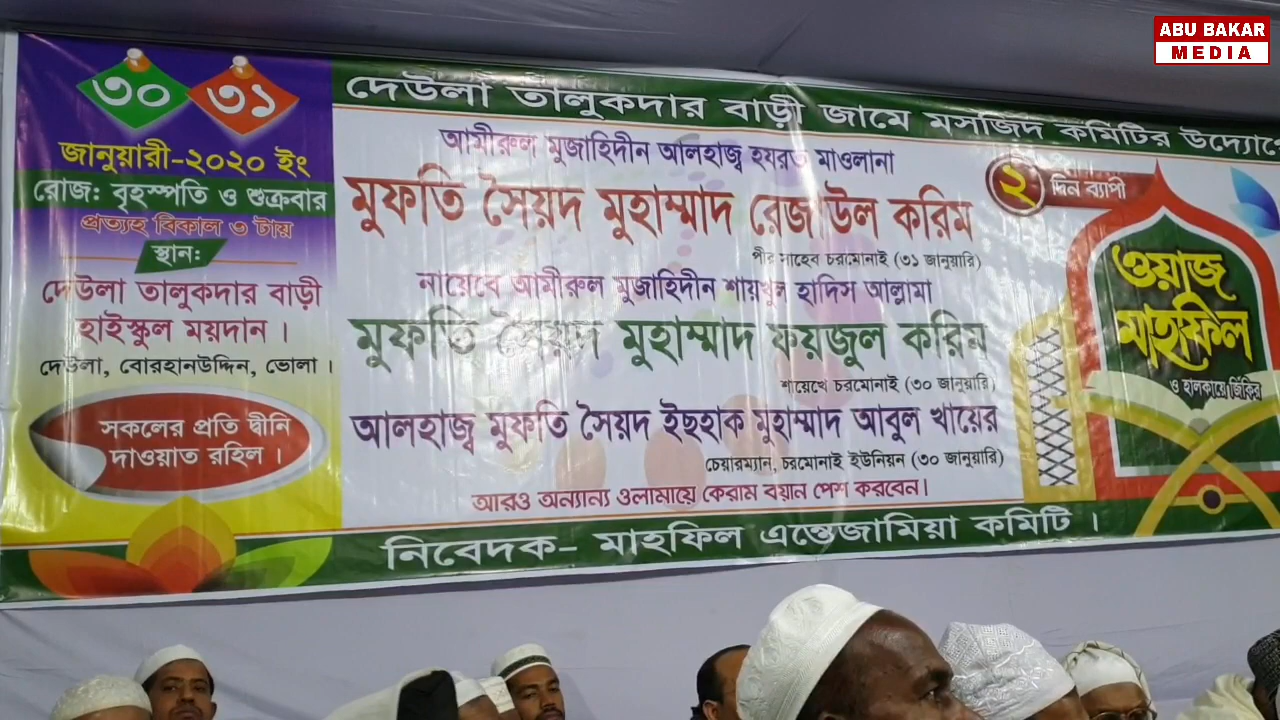 ABU BAKAR
MEDIA
৩০ ৩১
জানুয়ারী-২০২০ ইং
রোজ: বৃহস্পতি ও শুক্রবার
প্রত্যহ বিকাল ৩ টায়
স্থান:
দেউলা তালুকদার বাড়ী
হাইস্কুল ময়দান।
দেউলা, বোরহানউদ্দিন, ভোলা।
সকলের প্রতি দ্বীনি
দাওয়াত রহিল।
দেউলা তালুকদার বাড়ী জামে মসজিদ কমিটির উদ্যোগে
আমীরুল মুজাহিদীন আলহাজ্ব হযরত মাওলানা
মুফতি সৈয়দ মুহাম্মাদ রেজাউল করিম
পীর সাহেব চরমোনাই (৩১ জানুয়ারি)
নায়েবে আমীরুল মুজাহিদীন শায়খুল হাদিস আল্লামা
মুফতি সৈয়দ মুহাম্মাদ ফয়জুল করিম
শায়েখে চরমোনাই (৩০ জানুয়ারি)
আলহাজ্ব মুফতি সৈয়দ ইছহাক মুহাম্মাদ আবুল খায়ের
চেয়ারম্যান, চরমোনাই ইউনিয়ন (৩০ জানুয়ারি)
আরও অন্যান্য ওলামায়ে কেরাম বয়ান পেশ করবেন।
২ দিন ব্যাপী
ওয়াজ
মাহফিল
ও হালকায়ে জিকির
নিবেদক- মাহফিল এন্তেজামিয়া কমিটি।